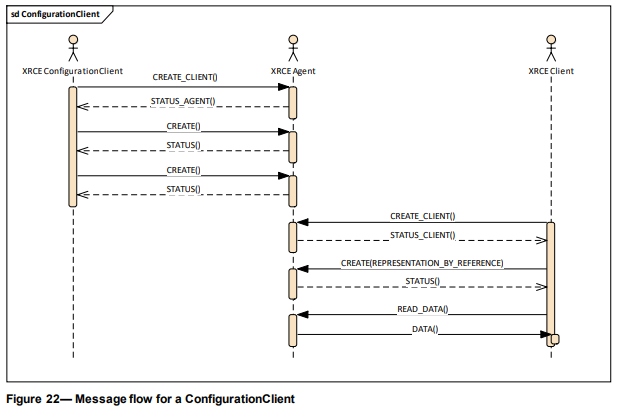 sd ConfigurationClient
XRCE ConfigurationClient
XRCE Agent
XRCE Client
CREATE_CLIENT()
STATUS_AGENT()
CREATE()
STATUS()
CREATE()
STATUS()
CREATE_CLIENT()
STATUS_CLIENT()
CREATE(REPRESENTATION_BY_REFERENCE)
STATUS()
READ_DATA()
DATA()
Figure 22— Message flow for a ConfigurationClient